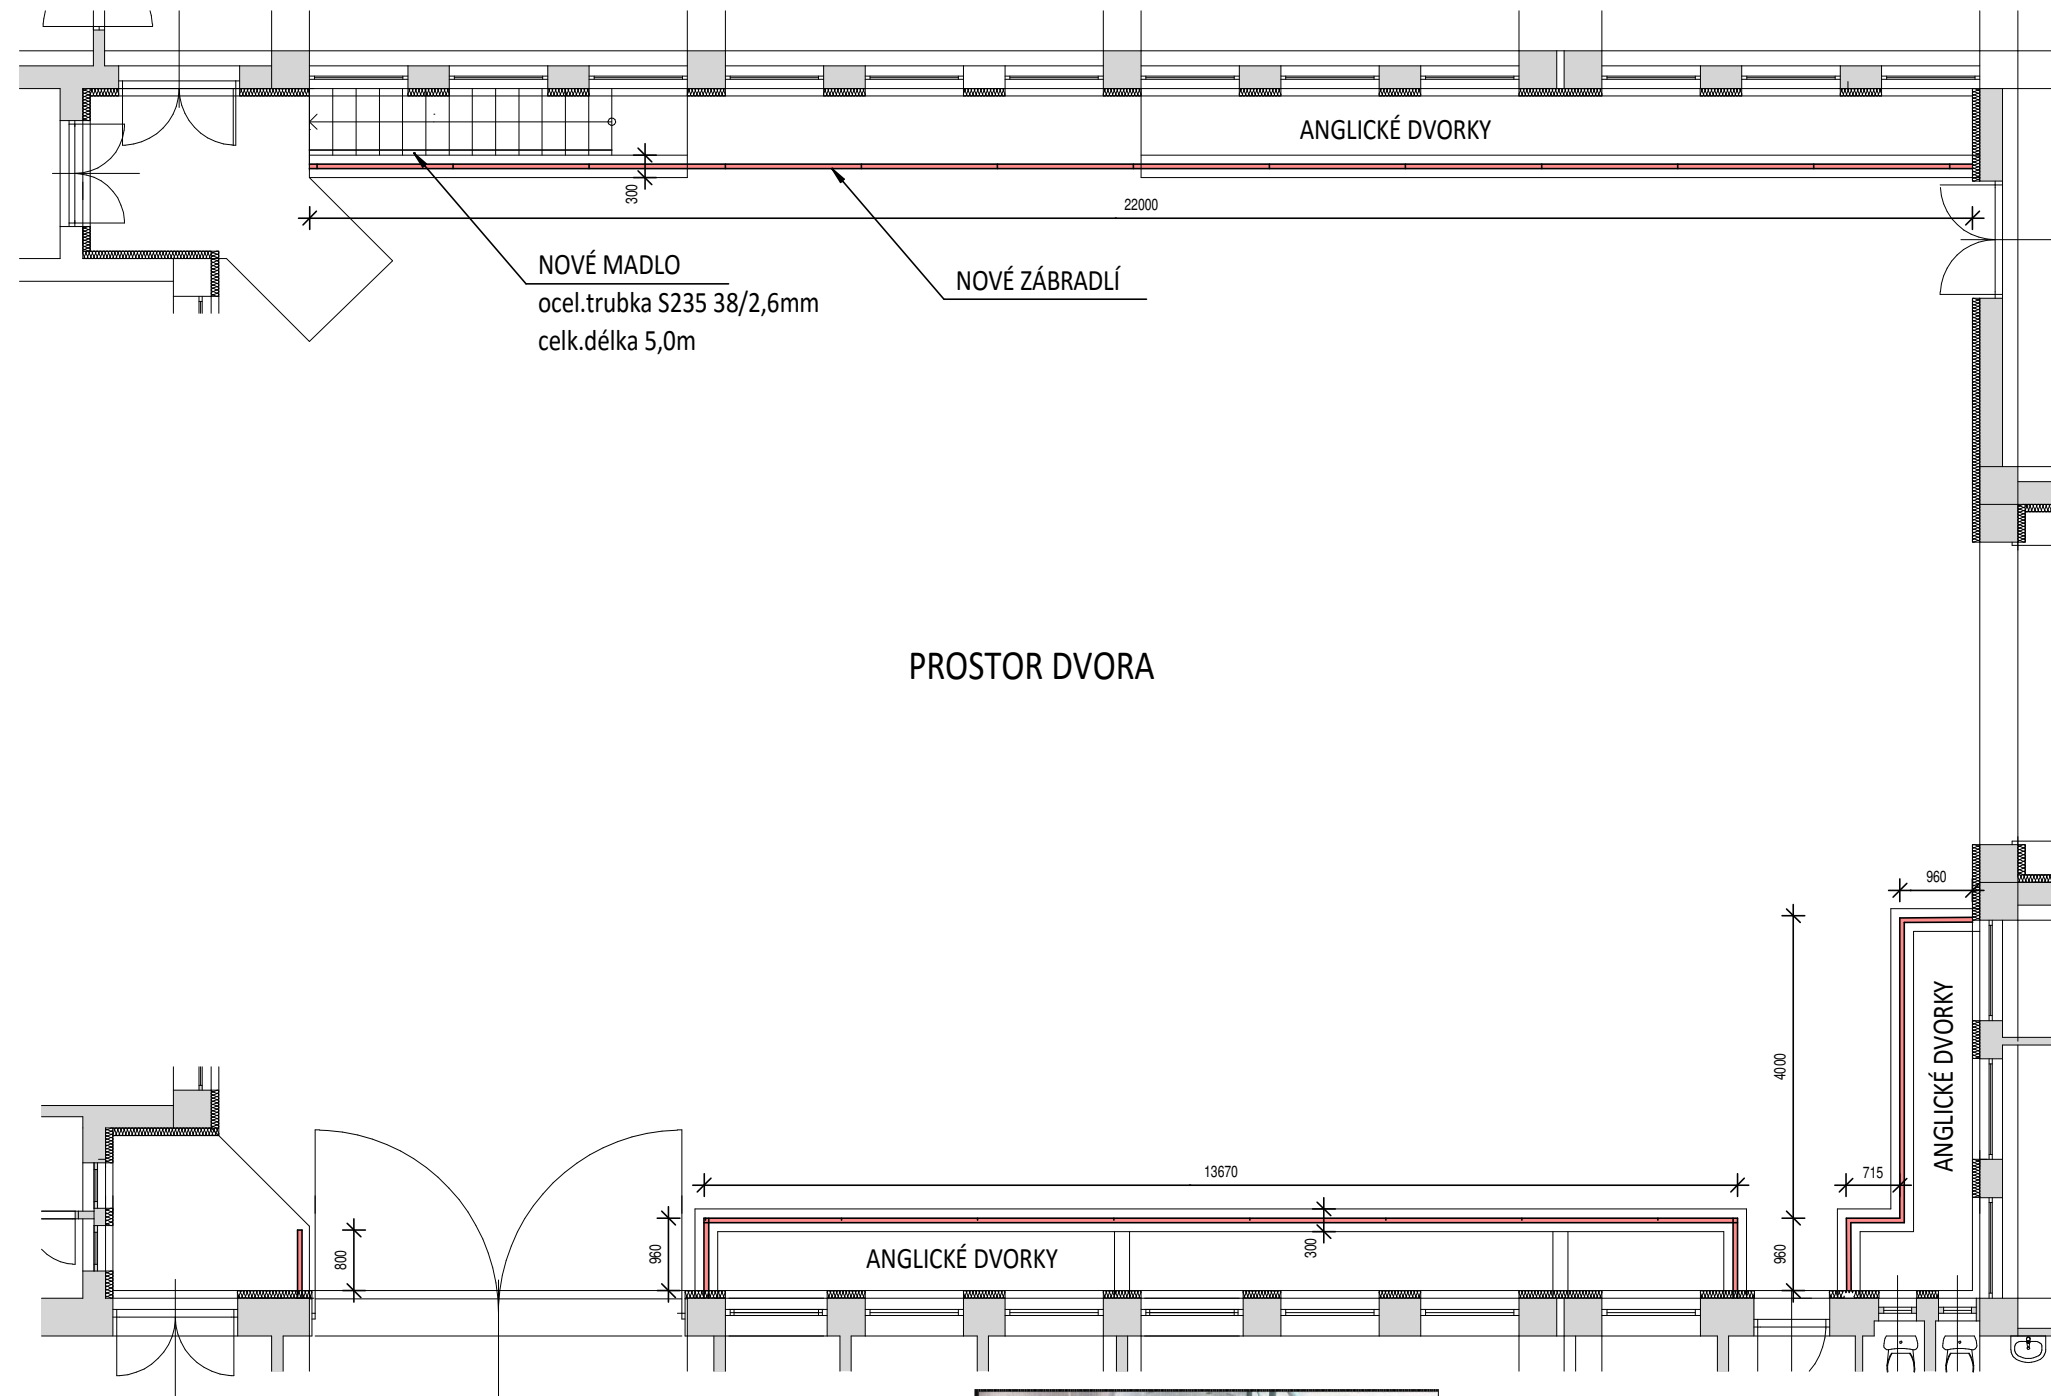 ANGLICKÉ DVORKY
300
22000
NOVÉ MADLO
ocel.trubka S235 38/2,6mm
celk.délka 5,0m
NOVÉ ZÁBRADLÍ
PROSTOR DVORA
960
4000
ANGLICKÉ DVORKY
13670
715
800
960
ANGLICKÉ DVORKY
300
960